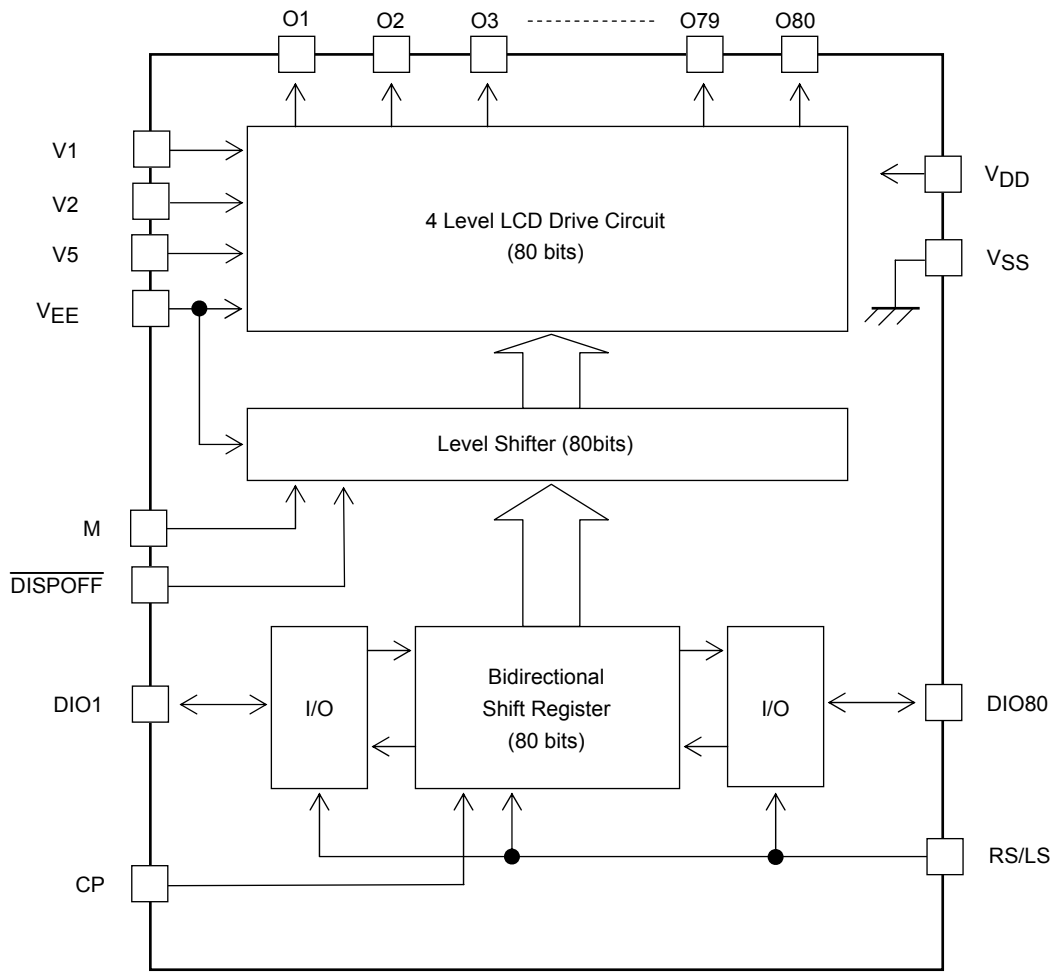 O1 O2 O3 O79 O80
V1
V2
V5
VEE
VDD
VSS
4 Level LCD Drive Circuit
(80 bits)
Level Shifter (80bits)
M
DISPOFF
DIO1
I/O
Bidirectional
Shift Register
(80 bits)
I/O
DIO80
CP
RS/LS